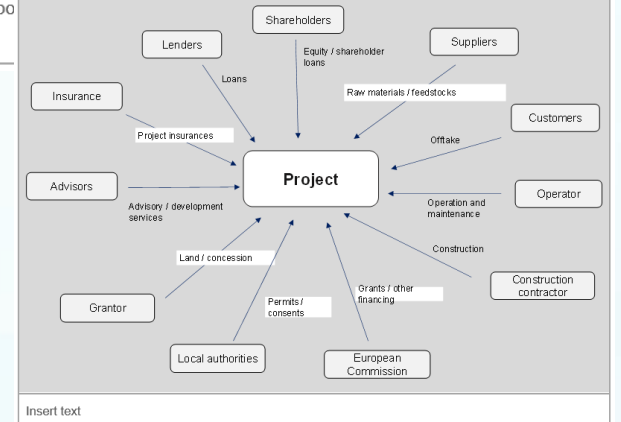 Shareholders
Lenders
Suppliers
Equity / shareholder
loans
Loans
Insurance
Raw materials / feedstocks
Customers
Project insurances
Offtake
Project
Advisors
Operator
Advisory / development
services
Operation and
maintenance
Land / concession
Construction
Construction
contractor
Grantor
Permits /
consents
Grants / other
financing
Local authorities
European
Commission
Insert text